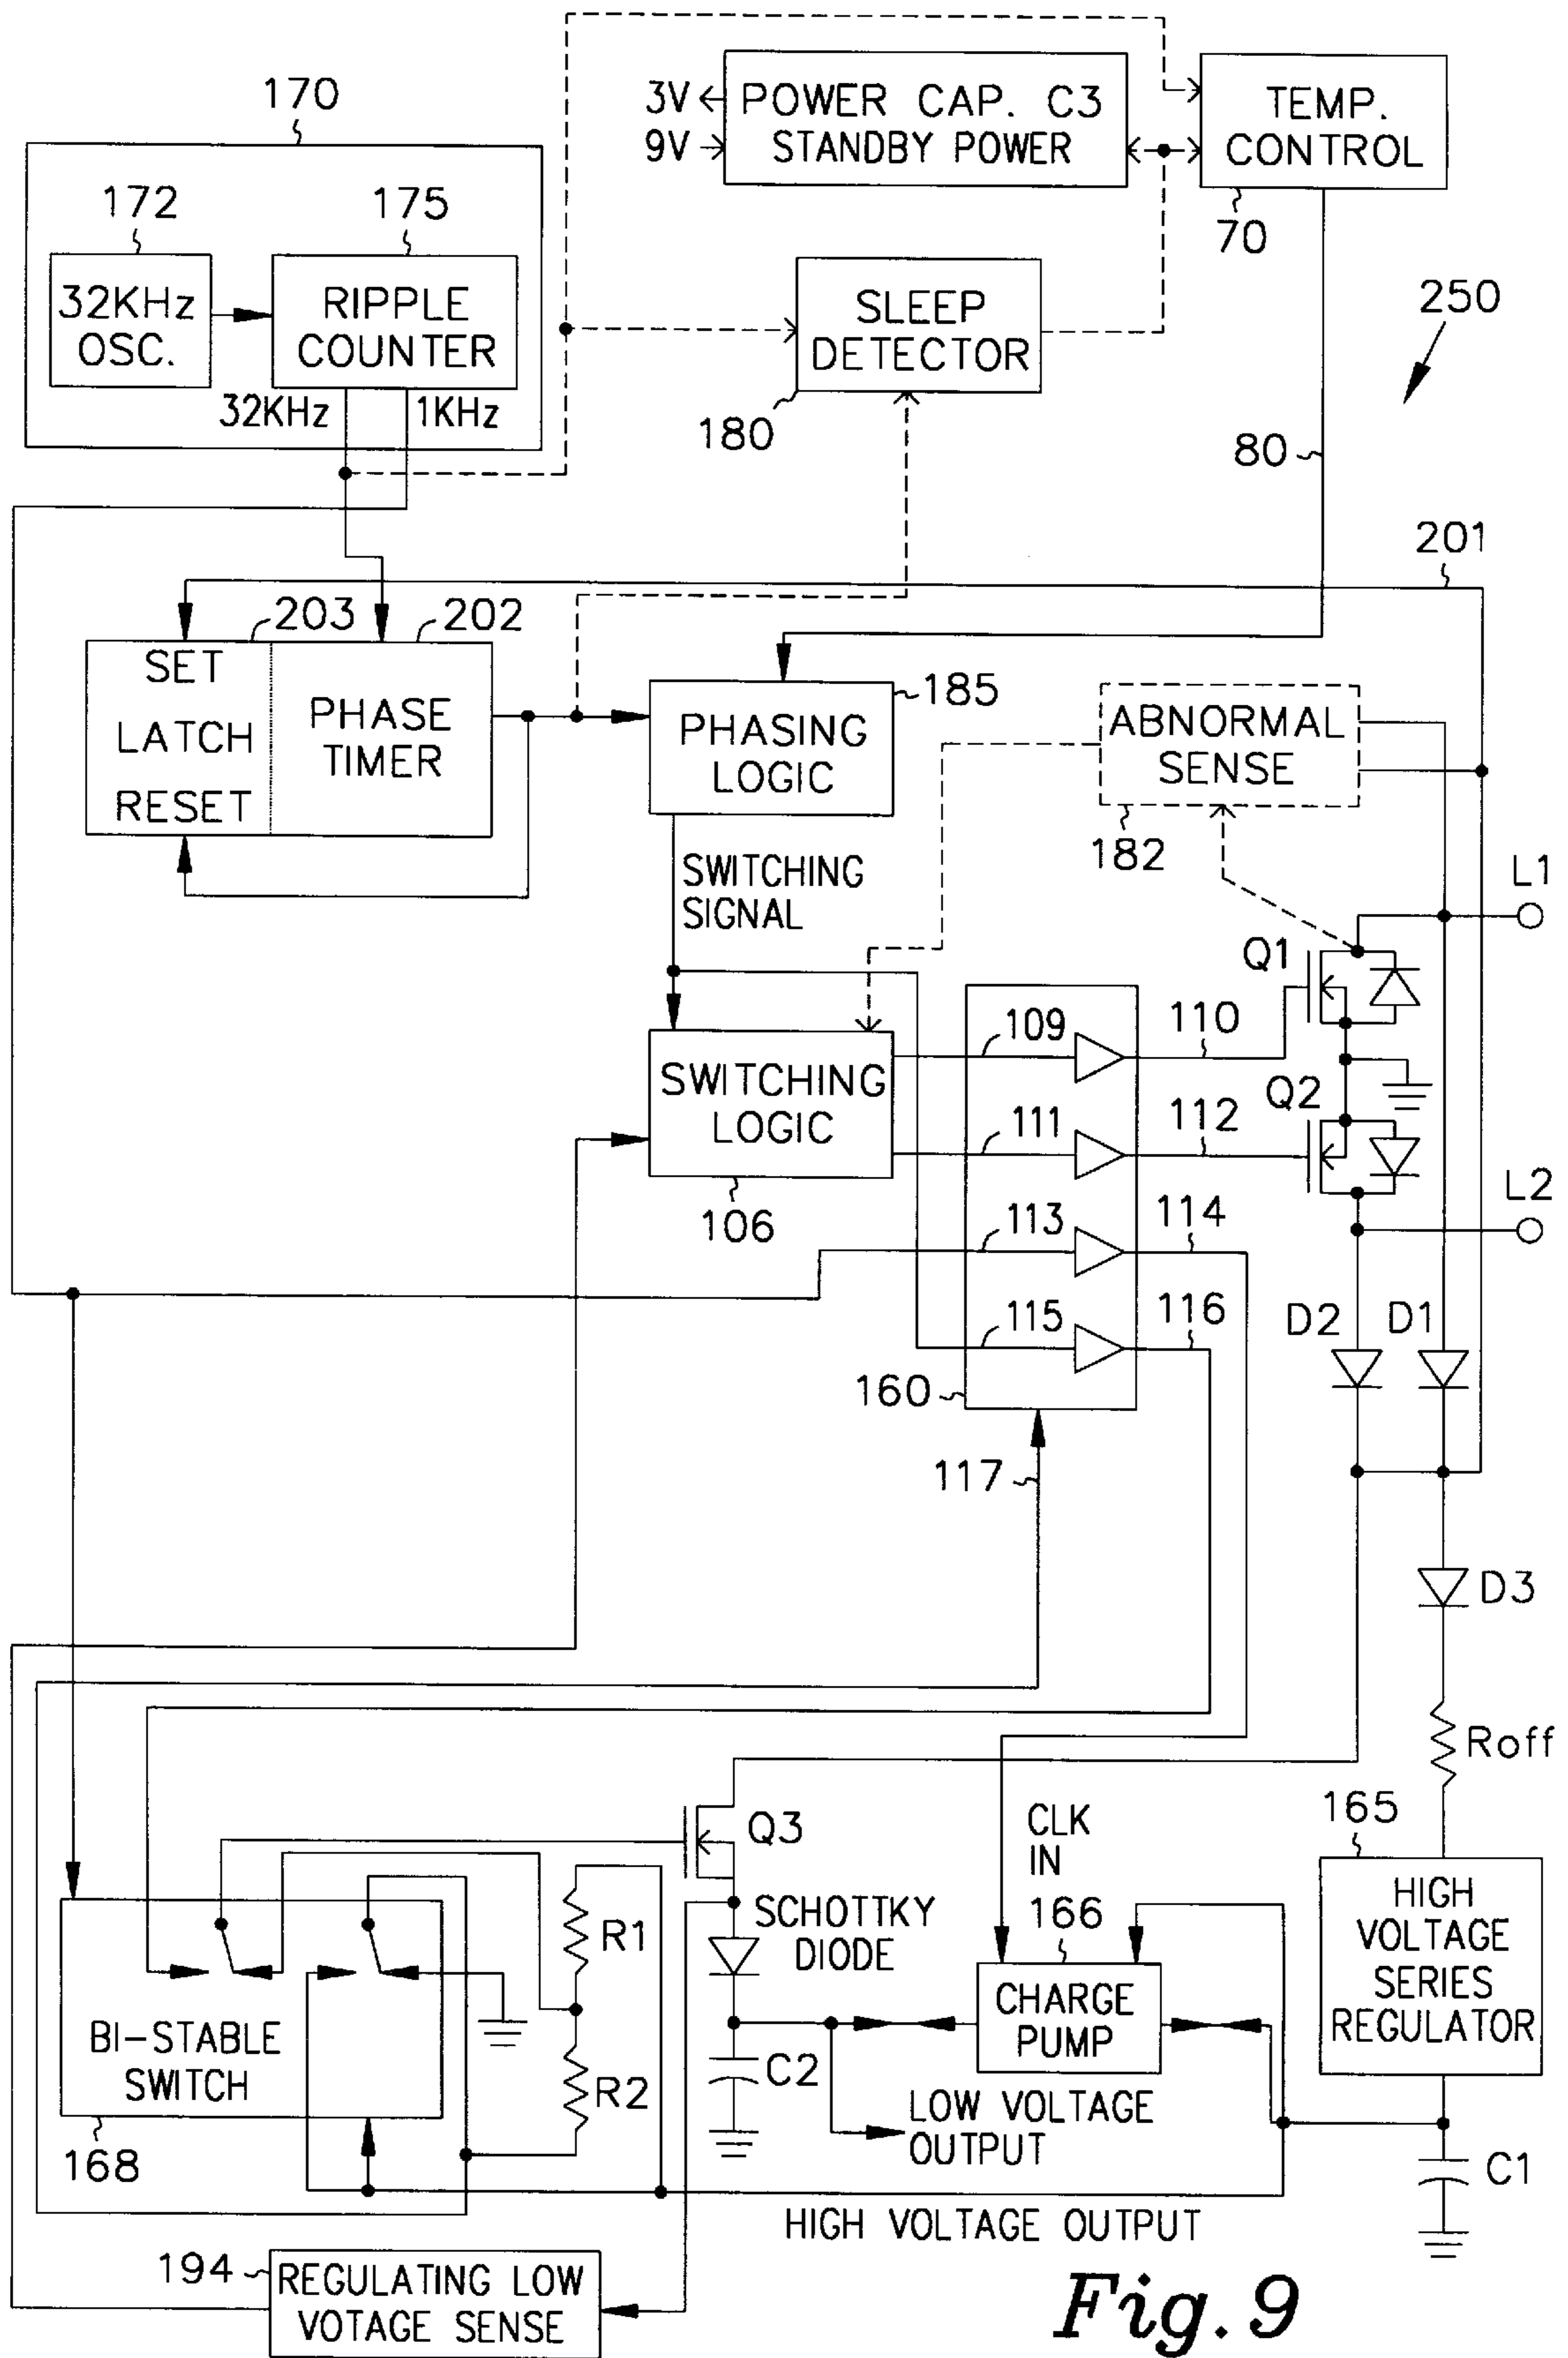 170
3V
POWER CAP. C3
9V
STANDBY POWER
TEMP.
CONTROL
172
175
70
32KHz
OSC.
RIPPLE
COUNTER
SLEEP
DETECTOR
250
32KHz
1KHz
180
80
201
203
202
SET
LATCH
RESET
PHASE
TIMER
185
PHASING
LOGIC
ABNORMAL
SENSE
182
SWITCHING
SIGNAL
L1
Q1
109
110
SWITCHING
LOGIC
Q2
111
112
106
L2
113
114
115
116
D2
D1
160
117
D3
Roff
165
Q3
CLK
IN
HIGH
VOLTAGE
SERIES
REGULATOR
SCHOTTKY
DIODE
166
R1
CHARGE
PUMP
BI-STABLE
SWITCH
R2
C2
LOW VOLTAGE
OUTPUT
168
C1
HIGH VOLTAGE OUTPUT
194
REGULATING LOW
VOTAGE SENSE
Fig. 9